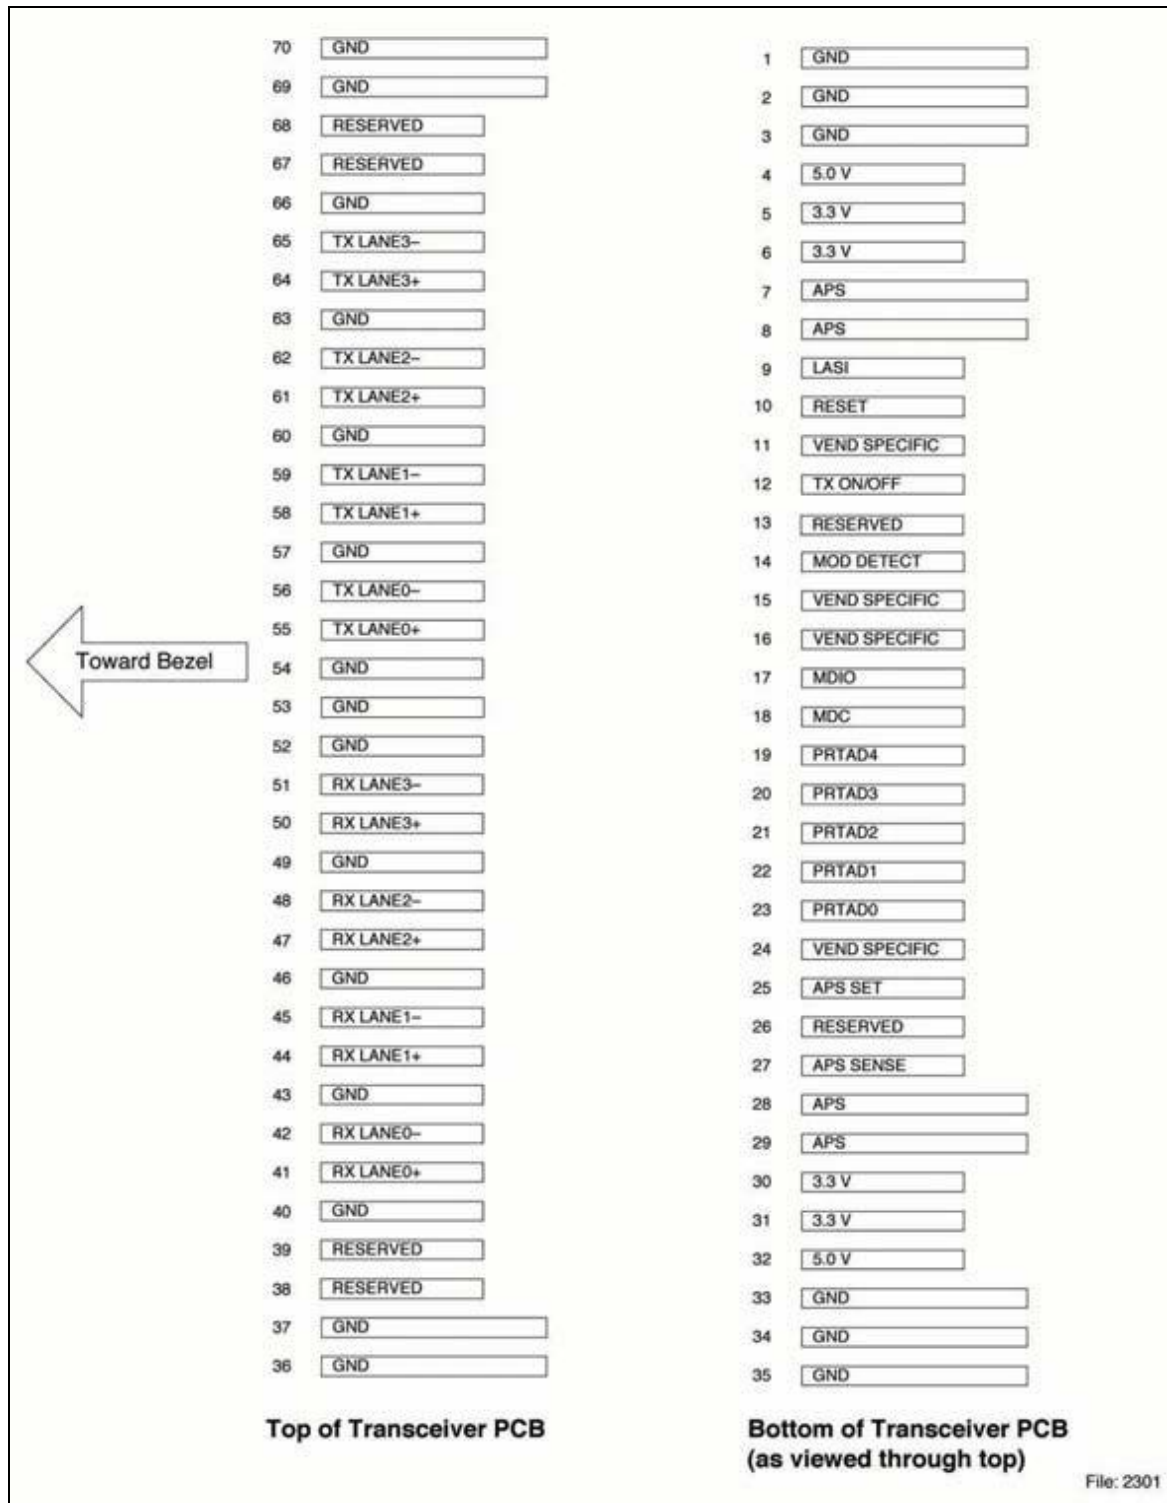 70 GND
69 GND
68 RESERVED
67 RESERVED
66 GND
65 TX LANE3–
64 TX LANE3+
63 GND
62 TX LANE2–
61 TX LANE2+
60 GND
59 TX LANE1–
58 TX LANE1+
57 GND
56 TX LANE0–
55 TX LANE0+
Toward Bezel
54 GND
53 GND
52 GND
51 RX LANE3–
50 RX LANE3+
49 GND
48 RX LANE2–
47 RX LANE2+
46 GND
45 RX LANE1–
44 RX LANE1+
43 GND
42 RX LANE0–
41 RX LANE0+
40 GND
39 RESERVED
38 RESERVED
37 GND
36 GND
Top of Transceiver PCB
1 GND
2 GND
3 GND
4 5.0 V
5 3.3 V
6 3.3 V
7 APS
8 APS
9 LASI
10 RESET
11 VEND SPECIFIC
12 TX ON/OFF
13 RESERVED
14 MOD DETECT
15 VEND SPECIFIC
16 VEND SPECIFIC
17 MDIO
18 MDC
19 PRTAD4
20 PRTAD3
21 PRTAD2
22 PRTAD1
23 PRTAD0
24 VEND SPECIFIC
25 APS SET
26 RESERVED
27 APS SENSE
28 APS
29 APS
30 3.3 V
31 3.3 V
32 5.0 V
33 GND
34 GND
35 GND
Bottom of Transceiver PCB
(as viewed through top)
File: 2301